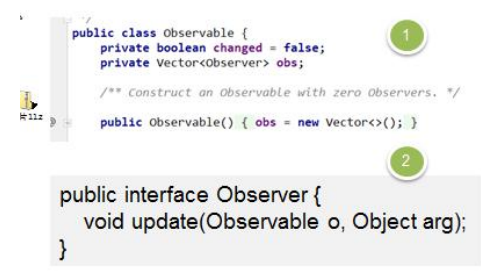 */
public class Observable {
1
private boolean changed = false;
private Vector<Observer> obs;
/** Construct an Observable with zero Observers. */
11z
public Observable() { obs = new Vector<>(); }
2
public interface Observer {
void update(Observable o, Object arg);
}